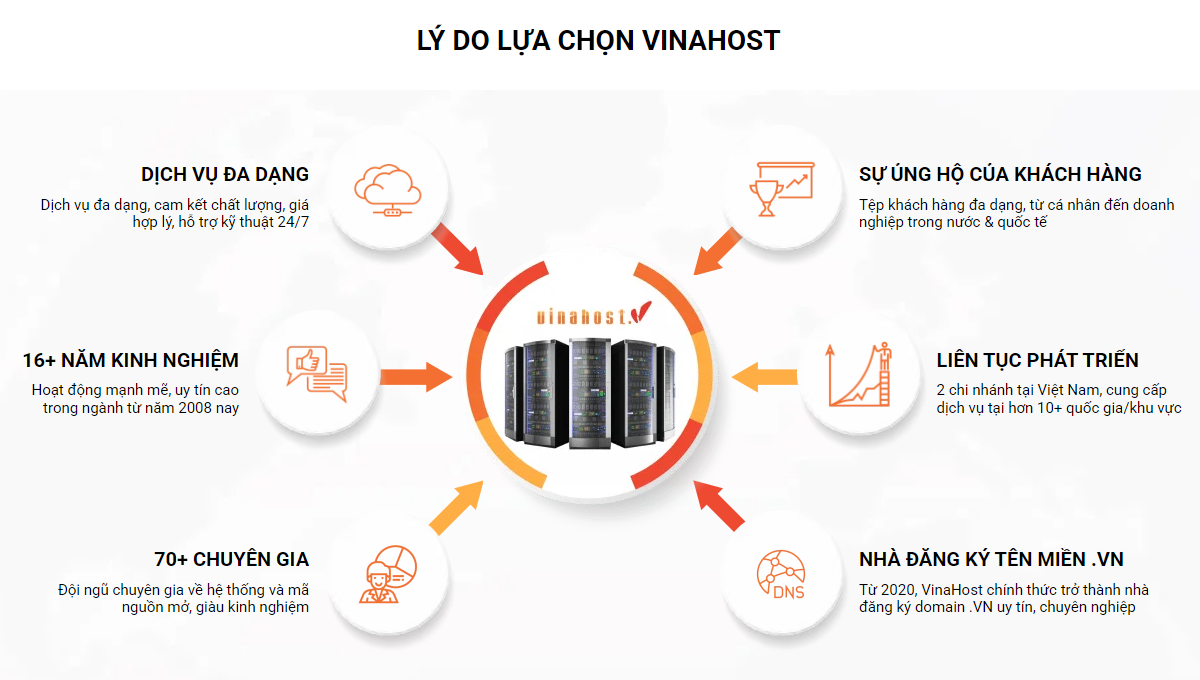 LÝ DO LỰA CHỌN VINAHOST
DỊCH VỤ ĐA DẠNG
Dịch vụ đa dạng, cam kết chất lượng, giá
hợp lý, hỗ trợ kỹ thuật 24/7
SỰ ỦNG HỘ CỦA KHÁCH HÀNG
Tệp khách hàng đa dạng, từ cá nhân đến doanh
nghiệp trong nước & quốc tế
vinahost.V
16+ NĂM KINH NGHIỆM
Hoạt động mạnh mẽ, uy tín cao
trong ngành từ năm 2008 nay
LIÊN TỤC PHÁT TRIỂN
2 chi nhánh tại Việt Nam, cung cấp
dịch vụ tại hơn 10+ quốc gia/khu vực
70+ CHUYÊN GIA
Đội ngũ chuyên gia về hệ thống và mã
nguồn mở, giàu kinh nghiệm
DNS
NHÀ ĐĂNG KÝ TÊN MIỀN .VN
Từ 2020, VinaHost chính thức trở thành nhà
đăng ký domain .VN uy tín, chuyên nghiệp